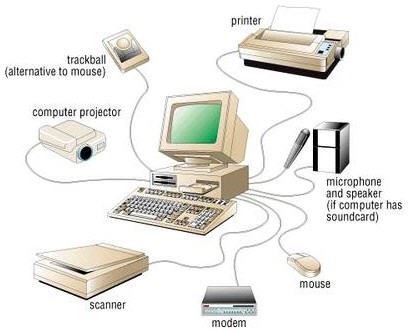 printer
trackball
(alternative to mouse)
computer projector
microphone
and speaker
(if computer has
soundcard)
mouse
scanner
modem